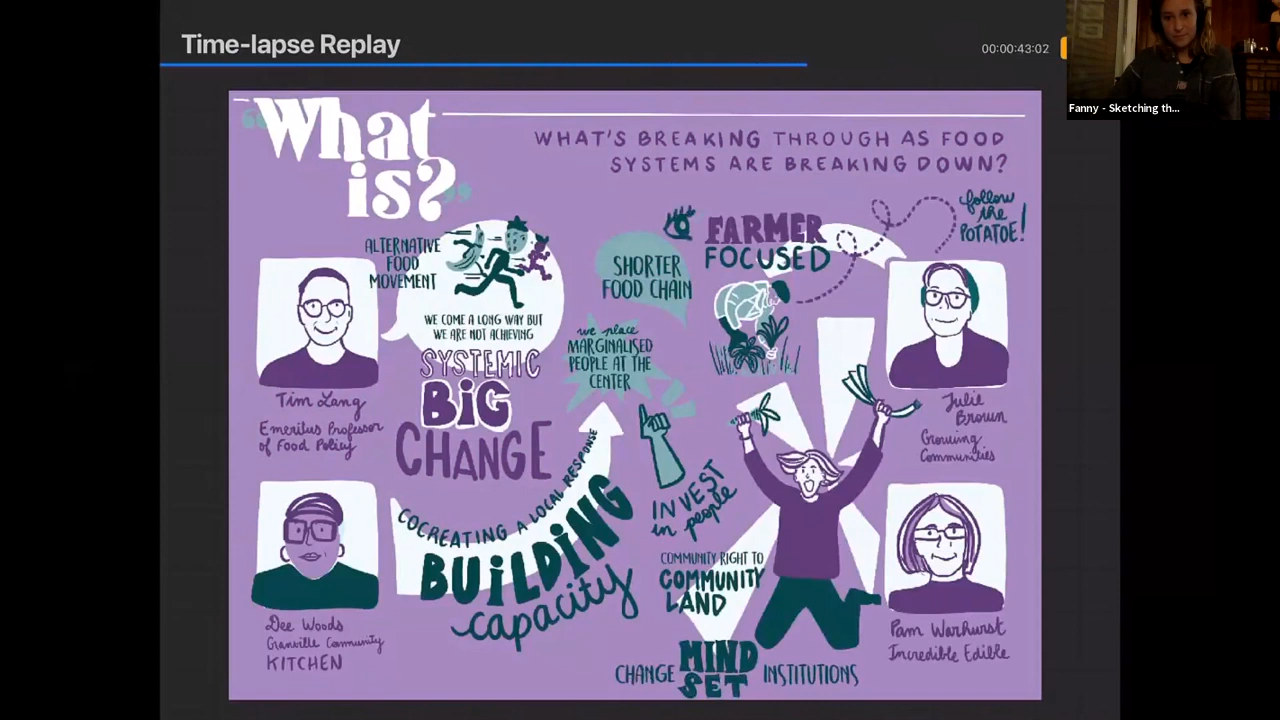 Time-lapse Replay
00:00:43:02
Fanny - Sketching th...
“What
is?”
WHAT'S BREAKING THROUGH AS FOOD
SYSTEMS ARE BREAKING DOWN?
ALTERNATIVE
FOOD
MOVEMENT
WE COME A LONG WAY BUT
WE ARE NOT ACHIEVING
SYSTEMIC
BIG
CHANGE
Tim Lang
Emeritus Professor
of Food Policy
SHORTER
FOOD CHAIN
FARMER
FOCUSED
follow
the
POTATOE!
we place
MARGINALISED
PEOPLE AT THE
CENTER
Julie
Brown
Growing
Communities
COCREATING A LOCAL RESPONSE
BUILDING
capacity
Dee Woods
Granville Community
KITCHEN
INVEST
in people
COMMUNITY RIGHT TO
COMMUNITY
LAND
CHANGE MIND
SET INSTITUTIONS
Pam Warhurst
Incredible Edible